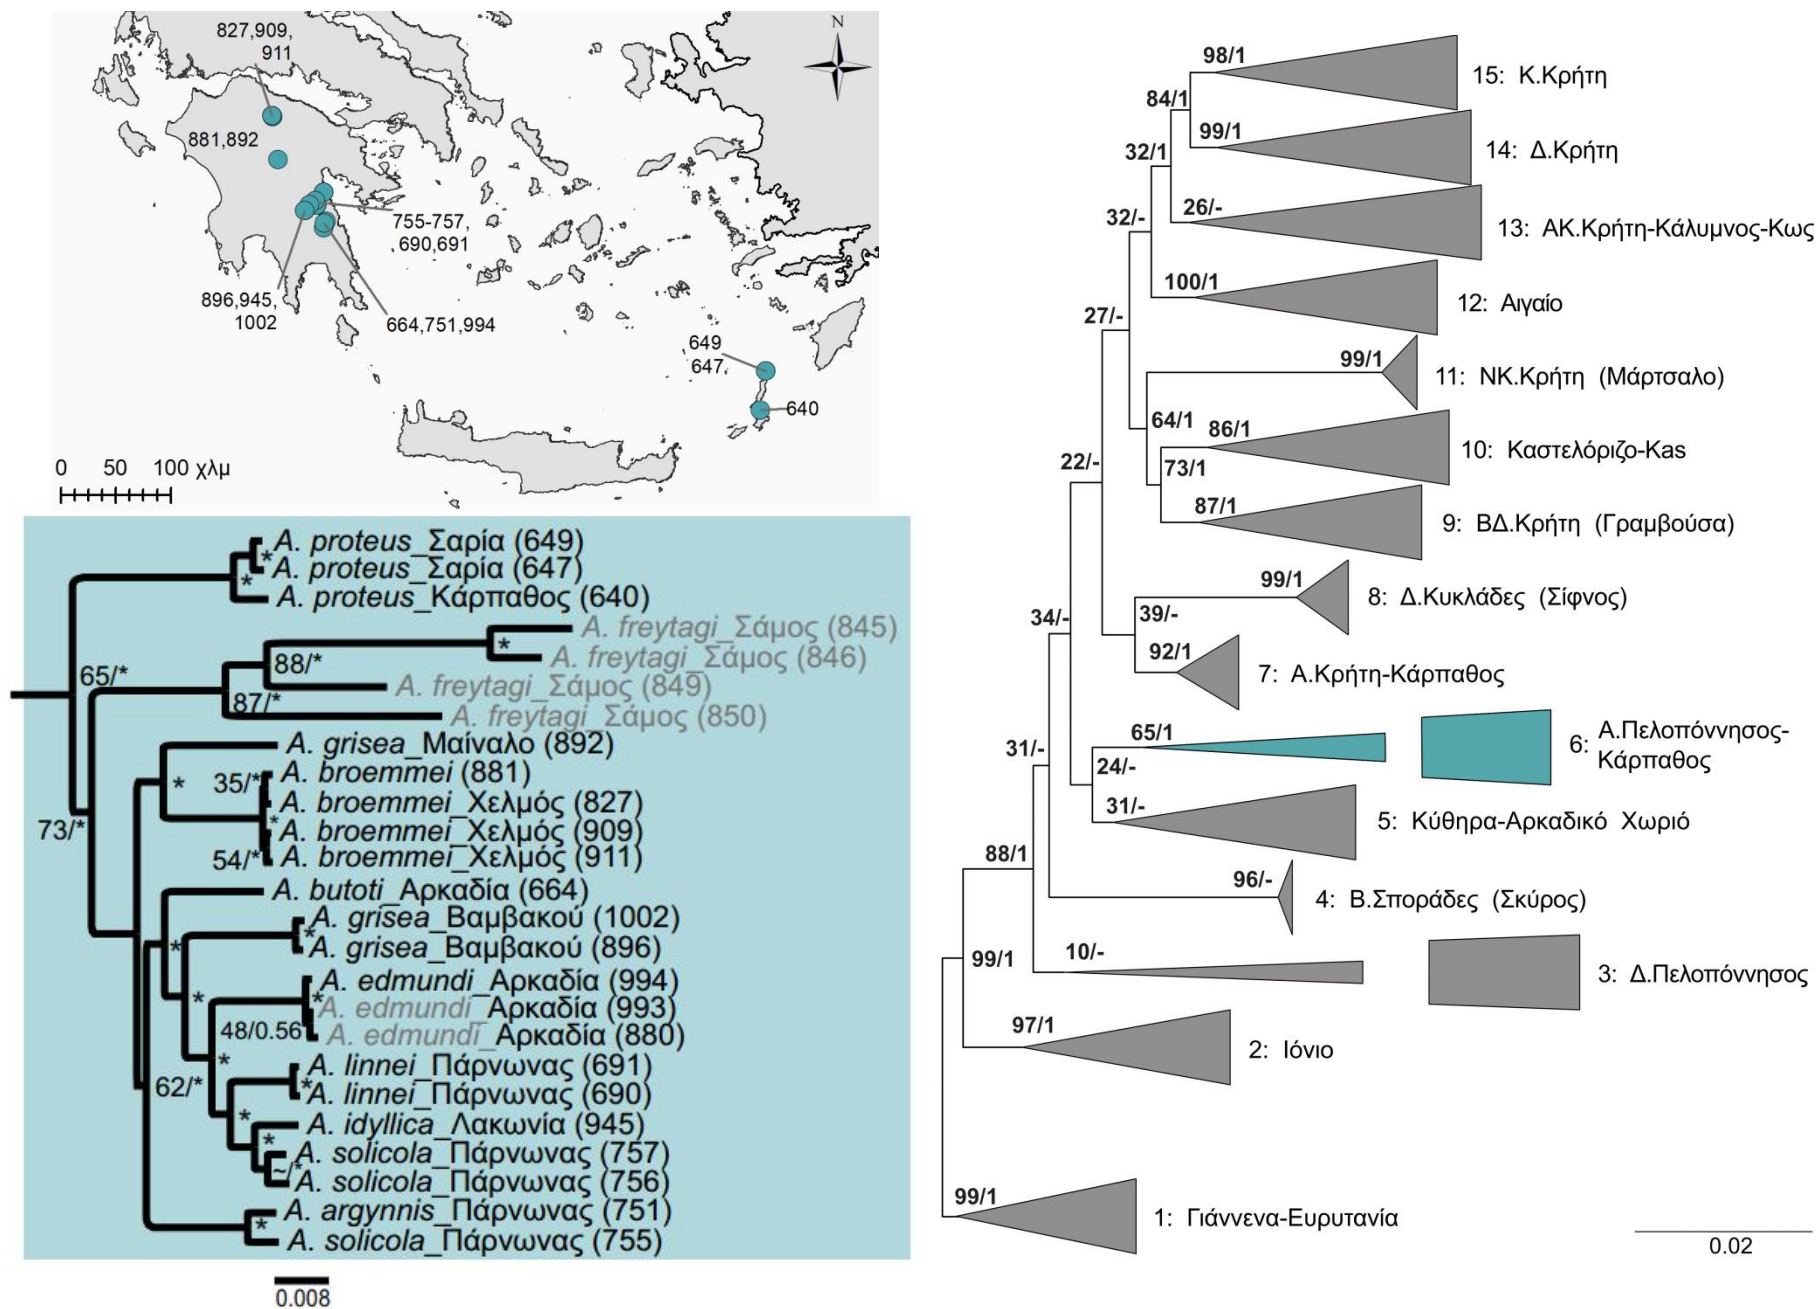 827,909,
911
N
881,892
755-757,
690,691
896,945,
1002
664,751,994
649
647,
640
0 50 100 χλμ
A. proteus_Σαρία (649)
A. proteus_Σαρία (647)
A. proteus_Κάρπαθος (640)
A. freytagi_Σάμος (845)
A. freytagi_Σάμος (846)
A. freytagi_Σάμος (849)
A. freytagi_Σάμος (850)
A. grisea_Μαίναλο (892)
A. broemmei (881)
A. broemmei_Χελμός (827)
A. broemmei_Χελμός (909)
A. broemmei_Χελμός (911)
A. butoti_Αρκαδία (664)
A. grisea_Βαμβακού (1002)
A. grisea_Βαμβακού (896)
A. edmundi_Αρκαδία (994)
A. edmundi_Αρκαδία (993)
A. edmundi_Αρκαδία (880)
A. linnei_Πάρνωνας (691)
A. linnei_Πάρνωνας (690)
A. idyllica_Λακωνία (945)
A. solicola_Πάρνωνας (757)
A. solicola_Πάρνωνας (756)
A. argynnis_Πάρνωνας (751)
A. solicola_Πάρνωνας (755)
65/*
88/*
87/*
35/*
73/*
54/*
48/0.56
62/*
~/*
0.008
98/1
15: Κ.Κρήτη
84/1
99/1
14: Δ.Κρήτη
32/1
26/-
13: ΑΚ.Κρήτη-Κάλυμνος-Κως
32/-
100/1
12: Αιγαίο
27/-
99/1
11: ΝΚ.Κρήτη (Μάρτσαλο)
64/1
86/1
10: Καστελόριζο-Kas
73/1
22/-
87/1
9: ΒΔ.Κρήτη (Γραμβούσα)
99/1
8: Δ.Κυκλάδες (Σίφνος)
39/-
34/-
92/1
7: Α.Κρήτη-Κάρπαθος
65/1
6: Α.Πελοπόννησος-
Κάρπαθος
31/-
24/-
31/-
5: Κύθηρα-Αρκαδικό Χωριό
88/1
96/-
4: Β.Σποράδες (Σκύρος)
99/1
10/-
3: Δ.Πελοπόννησος
97/1
2: Ιόνιο
99/1
1: Γιάννενα-Ευρυτανία
0.02